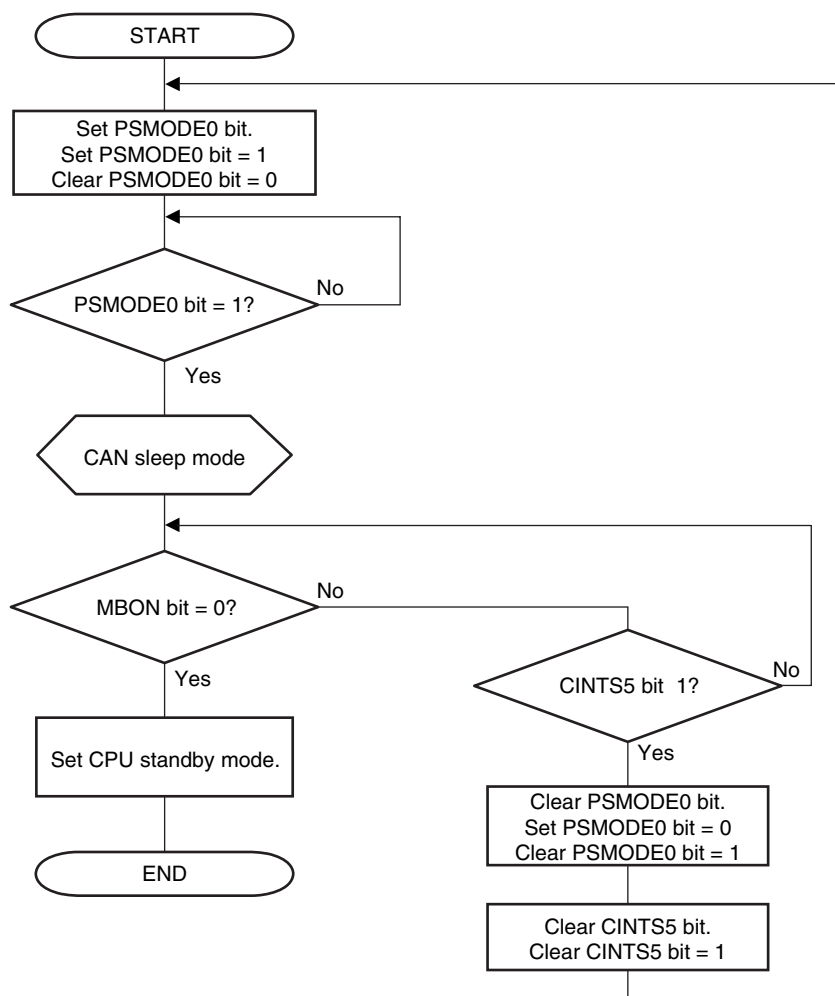 START
Set PSMODE0 bit.
Set PSMODE0 bit = 1
Clear PSMODE0 bit = 0
PSMODE0 bit = 1?
No
Yes
CAN sleep mode
MBON bit = 0?
No
Yes
CINTS5 bit 1?
No
Yes
Set CPU standby mode.
Clear PSMODE0 bit.
Set PSMODE0 bit = 0
Clear PSMODE0 bit = 1
END
Clear CINTS5 bit.
Clear CINTS5 bit = 1